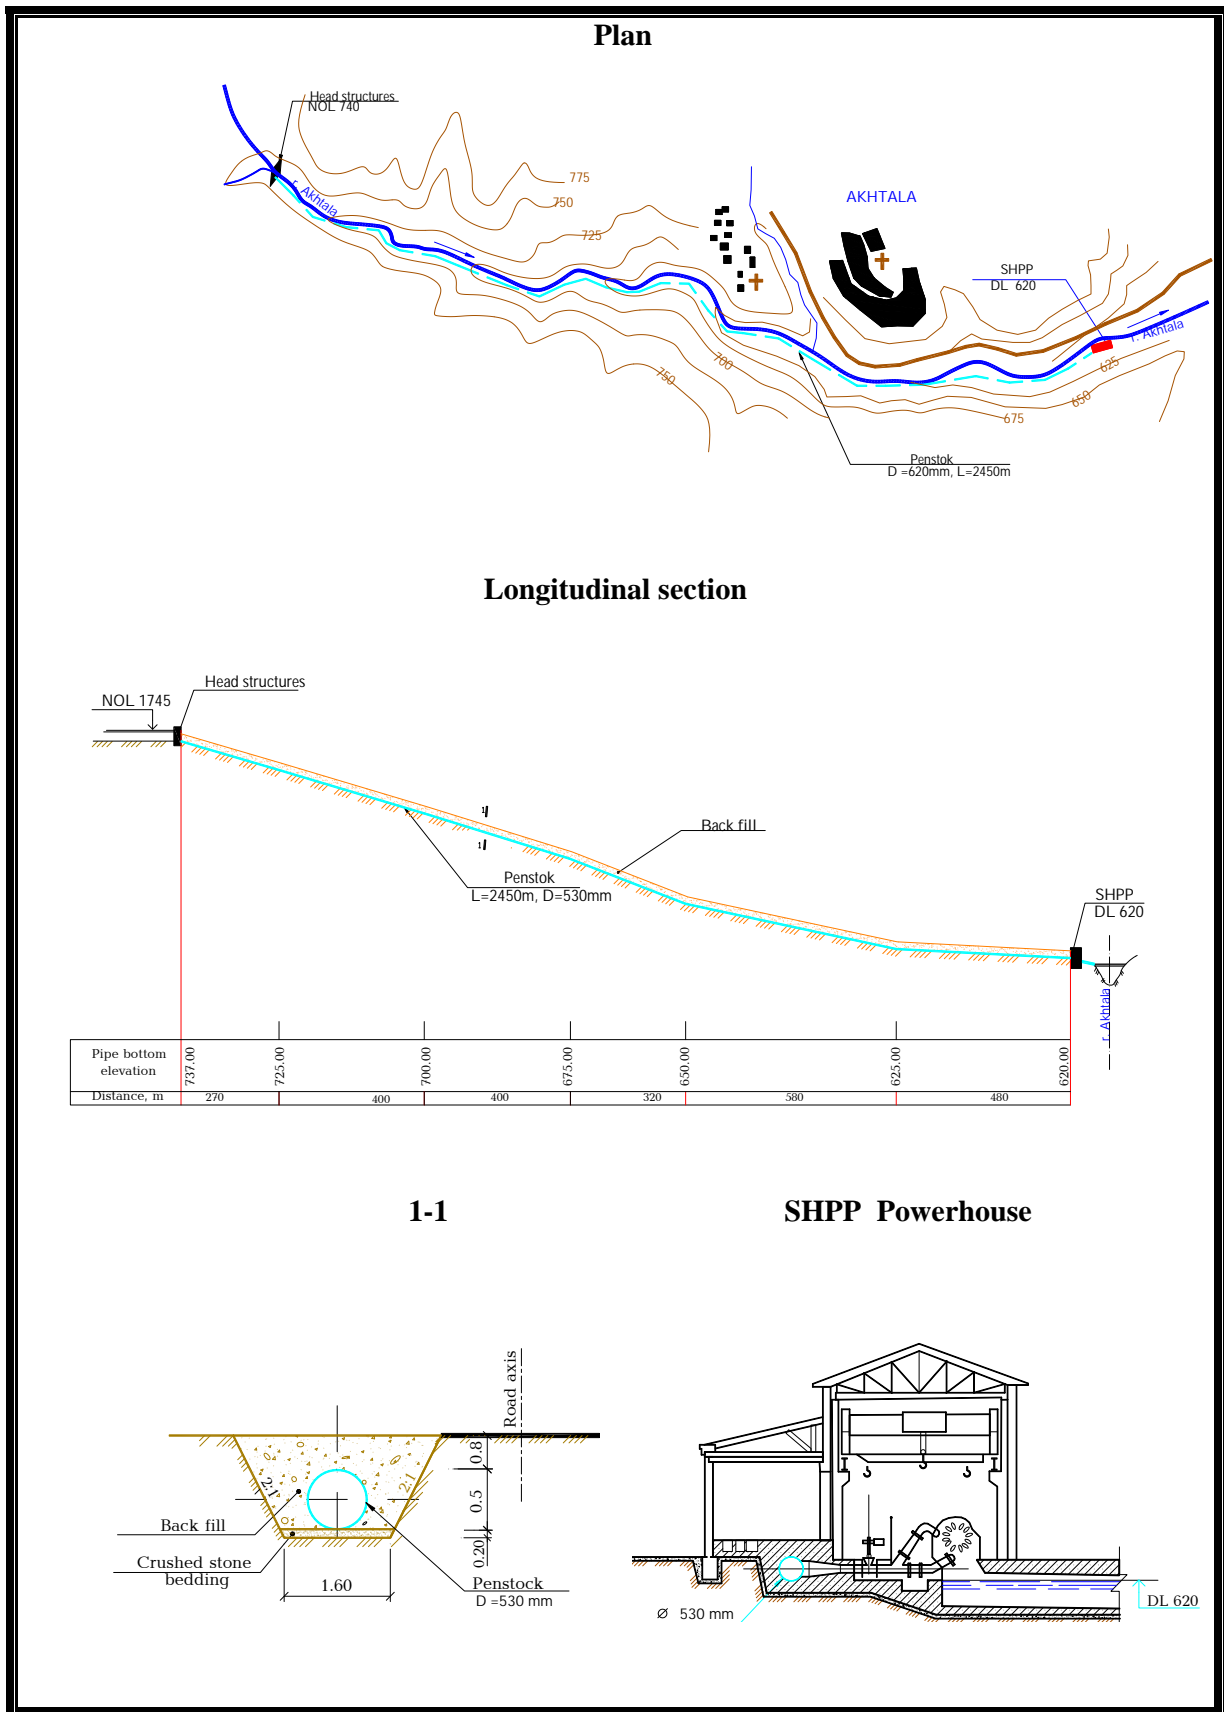 Plan
Head structures
NOL 740
r. Akhtala
775
750
725
AKHTALA
SHPP
DL 620
r. Akhtala
625
650
675
700
750
Penstok
D =620mm, L=2450m
Longitudinal section
Head structures
NOL 1745
1
1
Back fill
Penstok
L=2450m, D=530mm
SHPP
DL 620
r. Akhtala
Pipe bottom
elevation
737.00
725.00
700.00
675.00
650.00
625.00
620.00
Distance, m
270
400
400
320
580
480
1-1
SHPP Powerhouse
Road axis
0.8
0.5
0.20
2:1
2:1
Back fill
Crushed stone
bedding
1.60
Penstock
D =530 mm
Ø 530 mm
DL 620